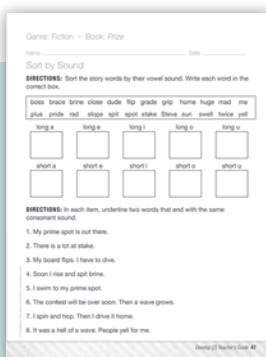 Genre: Fiction • Book: Prize
Name Date
Sort by Sound
DIRECTIONS: Sort the story words by their vowel sound. Write each word in the correct box.
boss brace brine close dude flip grade grip home huge mad me
plus pride rad slope spit spot stake Steve sun swell twice yell
long a long e long i long o long u
short a short e short i short o short u
DIRECTIONS: In each item, underline two words that end with the same consonant sound.
1. My prime spot is out there.
2. There is a lot at stake.
3. My board flips. I have to dive.
4. Soon I rise and spit brine.
5. I swim to my prime spot.
6. The contest will be over soon. Then a wave grows.
7. I spin and hop. Then I drive it home.
8. It was a hell of a wave. People yell for me.
Teacher's Guide 41